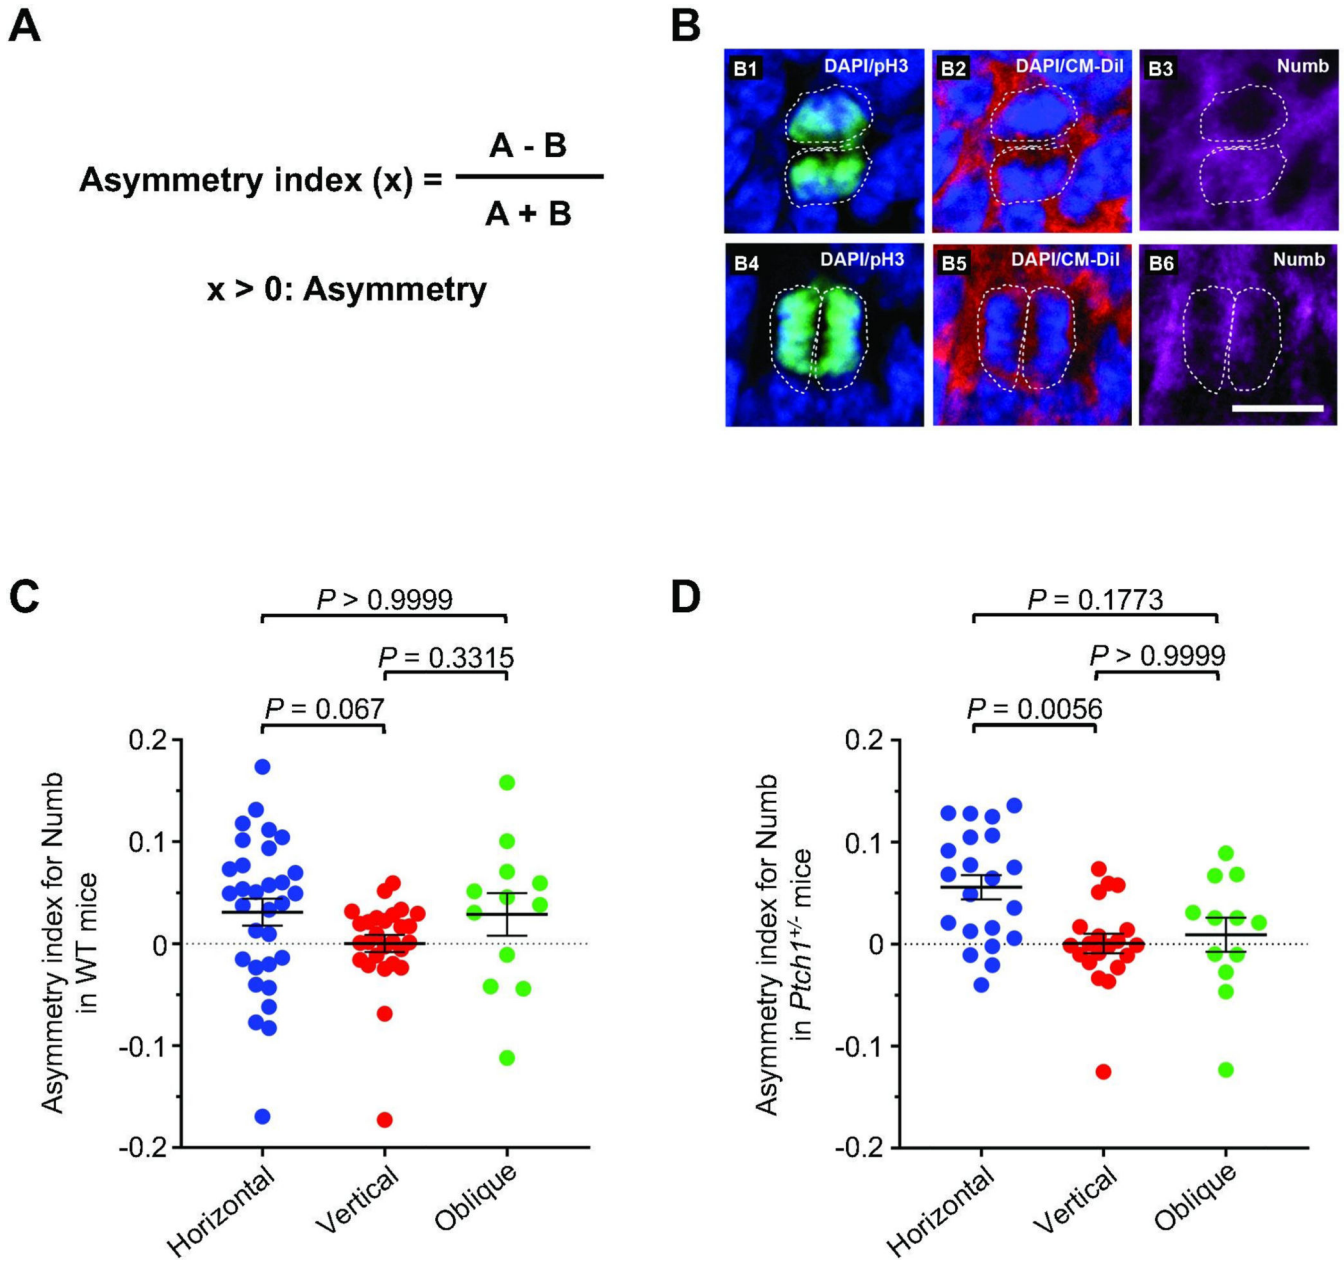 A
Asymmetry index (x) =
A - B
A + B
x > 0: Asymmetry
B
B1 DAPI/pH3
B2 DAPI/CM-DiI
B3 Numb
B4 DAPI/pH3
B5 DAPI/CM-DiI
B6 Numb
C
P > 0.9999
P = 0.3315
P = 0.067
0.2
0.1
0
-0.1
-0.2
Asymmetry index for Numb
in WT mice
Horizontal
Vertical
Oblique
D
P = 0.1773
P > 0.9999
P = 0.0056
0.2
0.1
0
-0.1
-0.2
Asymmetry index for Numb
in Ptch1+/- mice
Horizontal
Vertical
Oblique